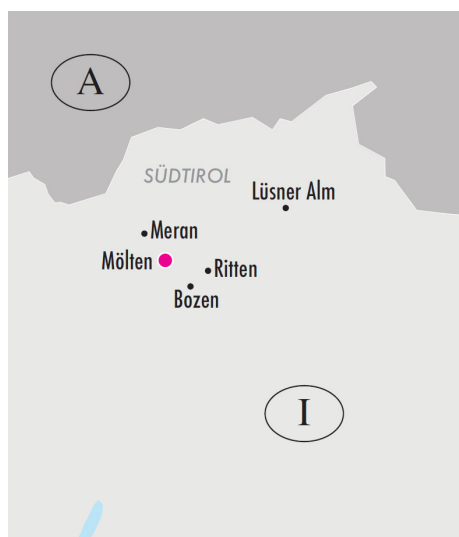 A
SÜDTIROL
Lüsner Alm
Meran
Mölten
Ritten
Bozen
I